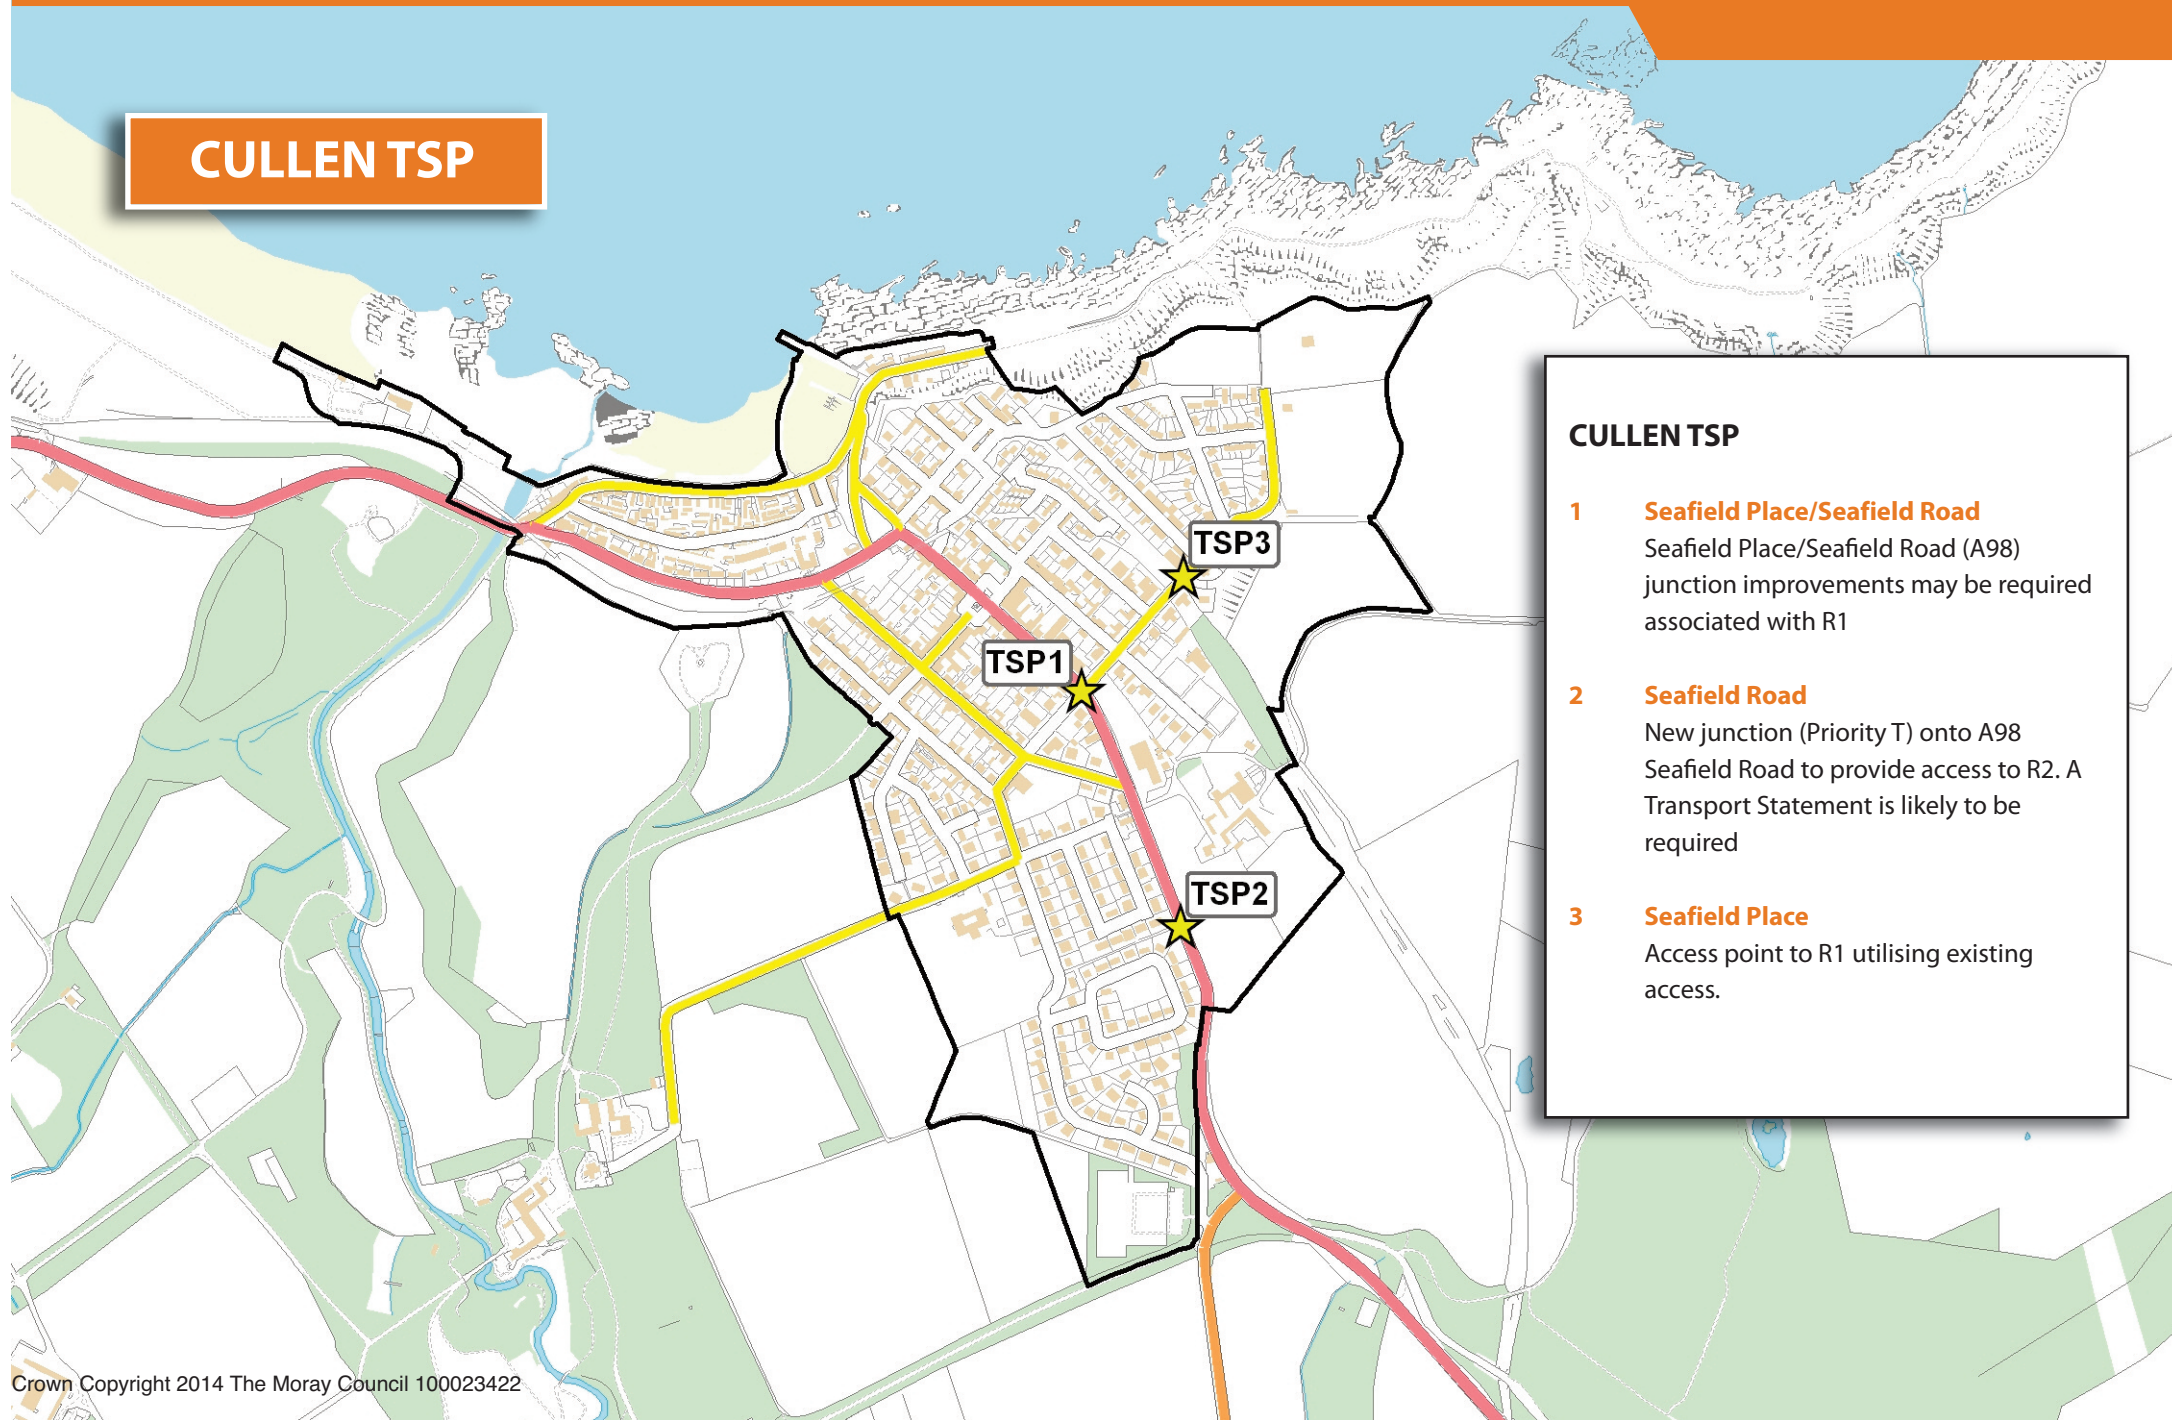 CULLEN TSP
TSP3
TSP1
TSP2
CULLEN TSP
1 Seafield Place/Seafield Road
Seafield Place/Seafield Road (A98)
junction improvements may be required
associated with R1
2 Seafield Road
New junction (Priority T) onto A98
Seafield Road to provide access to R2. A
Transport Statement is likely to be
required
3 Seafield Place
Access point to R1 utilising existing
access.
Crown Copyright 2014 The Moray Council 100023422